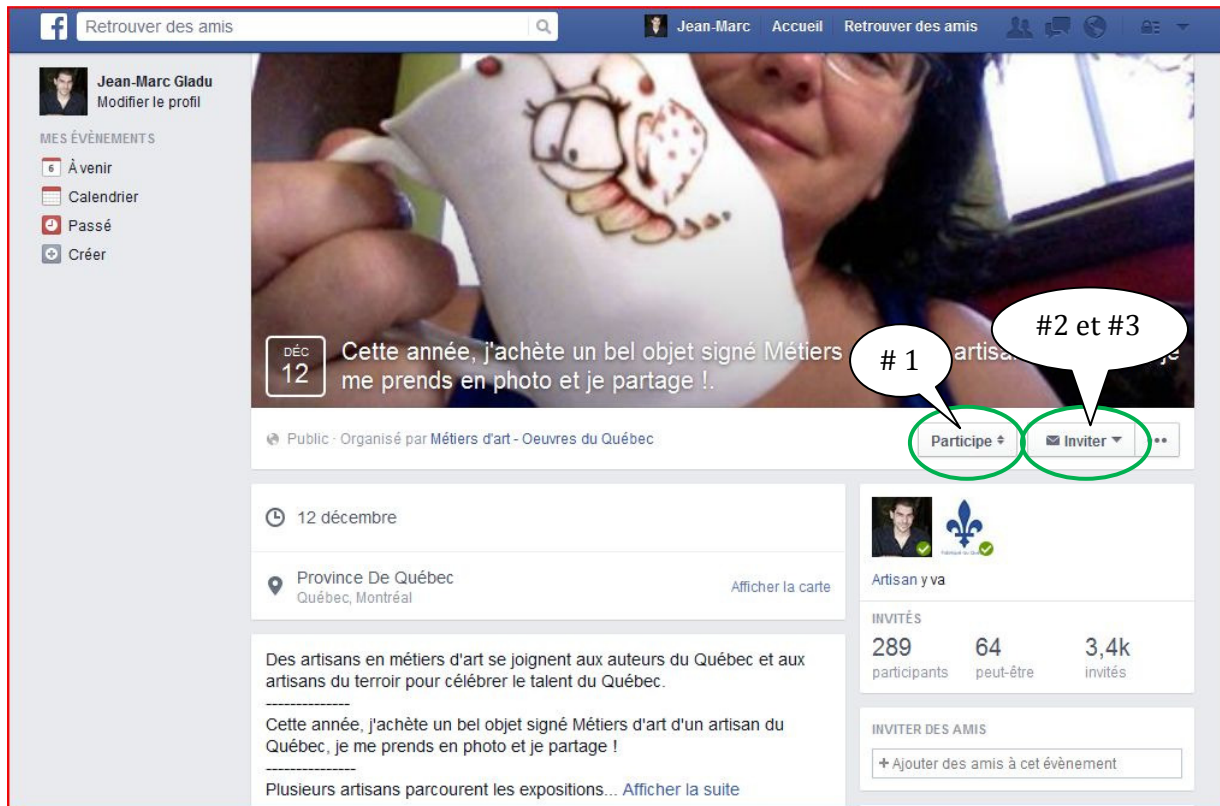 Retrouver des amis
Jean-Marc Accueil Retrouver des amis
Jean-Marc Gladu
Modifier le profil
MES ÉVÈNEMENTS
6 À venir
Calendrier
Passé
Créer
#2 et #3
# 1
DÉC
12
Cette année, j'achète un bel objet signé Métiers artisa je
me prends en photo et je partage !.
Public · Organisé par Métiers d'art - Oeuvres du Québec
Participe
Inviter
12 décembre
Province De Québec
Québec, Montréal
Afficher la carte
Des artisans en métiers d'art se joignent aux auteurs du Québec et aux
artisans du terroir pour célébrer le talent du Québec.
--------------
Cette année, j'achète un bel objet signé Métiers d'art d'un artisan du
Québec, je me prends en photo et je partage !
---------------
Plusieurs artisans parcourent les expositions... Afficher la suite
Artisan y va
INVITÉS
289 64 3,4k
participants peut-être invités
INVITER DES AMIS
+ Ajouter des amis à cet évènement